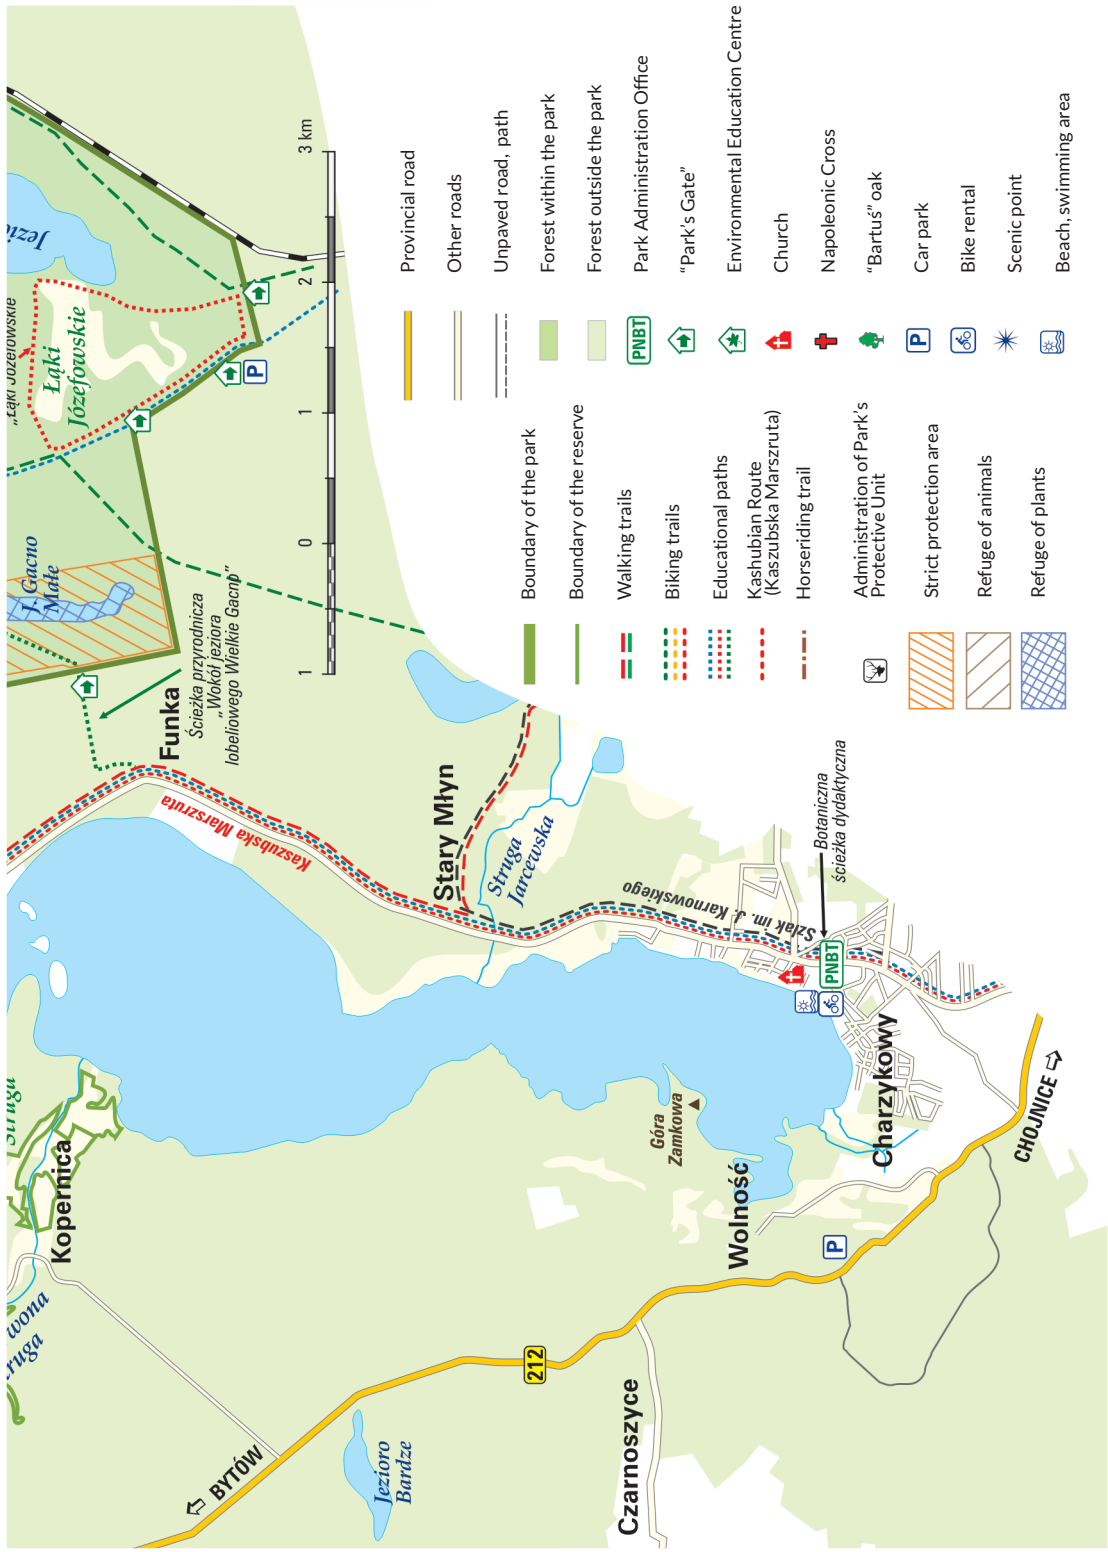 „Łąki Józefowskie
Jezio
Łąki
Józefowskie
J. Gacno
Małe
Ścieżka przyrodnicza
„Wokół jeziora
lobeliowego Wielkie Gacno”
Funka
Kaszubska Marszruta
Stary Młyn
Struga
Jarcewska
Szlak im. J. Karnowskiego
Botaniczna
ścieżka dydaktyczna
PNBT
Charzykowy
CHOJNICE
Góra
Zamkowa
Wolność
P
P
212
Czarnoszyce
Jezioro
Bardze
BYTÓW
Kopernica
Struga
wona
ruga
1
0
1
2
3 km
Boundary of the park
Boundary of the reserve
Walking trails
Biking trails
Educational paths
Kashubian Route
(Kaszubska Marszruta)
Horseriding trail
Administration of Park's
Protective Unit
Strict protection area
Refuge of animals
Refuge of plants
Provincial road
Other roads
Unpaved road, path
Forest within the park
Forest outside the park
PNBT
Park Administration Office
“Park's Gate”
Environmental Education Centre
Church
Napoleonic Cross
“Bartuś” oak
P
Car park
Bike rental
Scenic point
Beach, swimming area